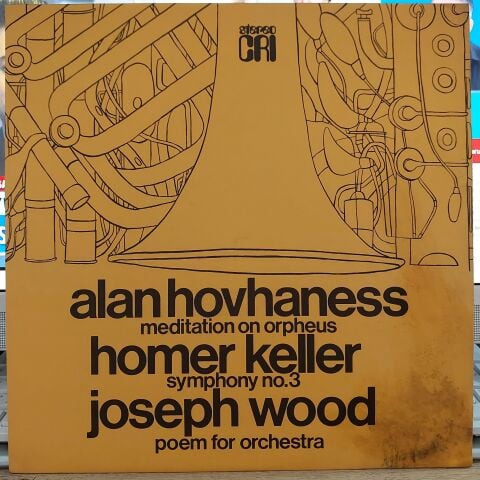 stereo
CRI
alan hovhaness
meditation on orpheus
homer keller
symphony no.3
joseph wood
poem for orchestra